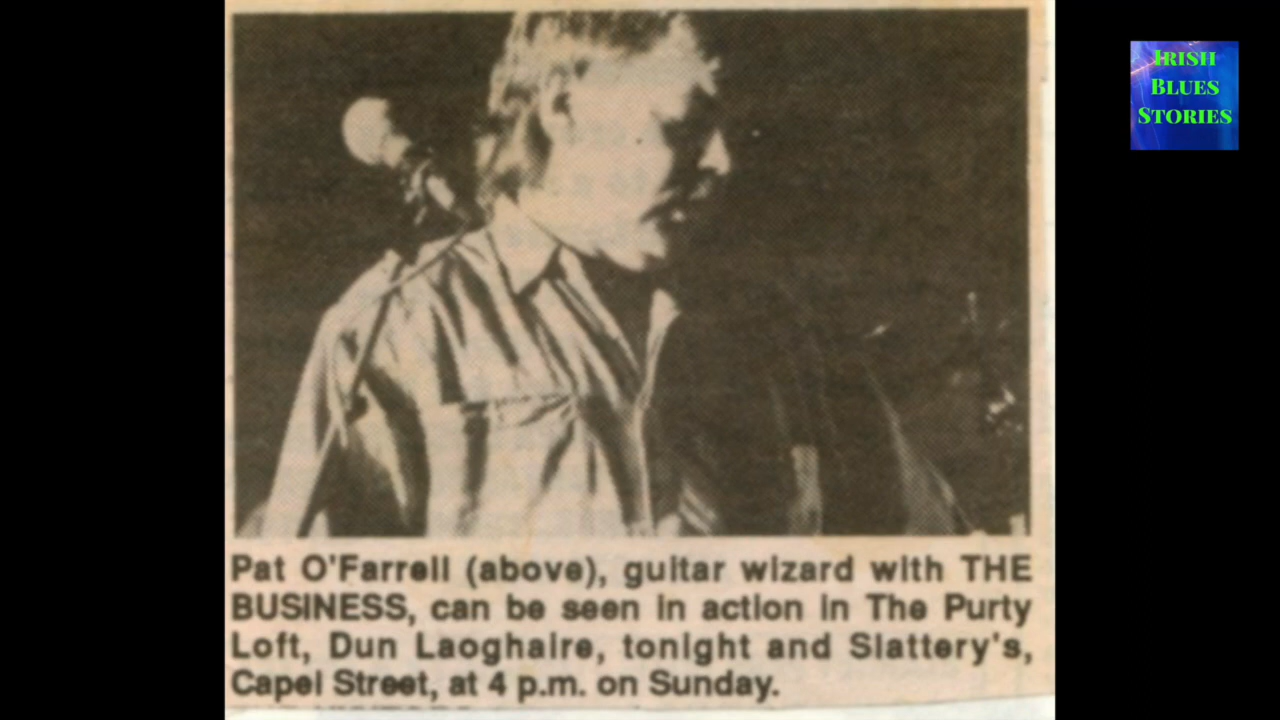 IRISH
BLUES
STORIES
Pat O'Farrell (above), guitar wizard with THE
BUSINESS, can be seen in action in The Purty
Loft, Dun Laoghaire, tonight and Slattery's,
Capel Street, at 4 p.m. on Sunday.